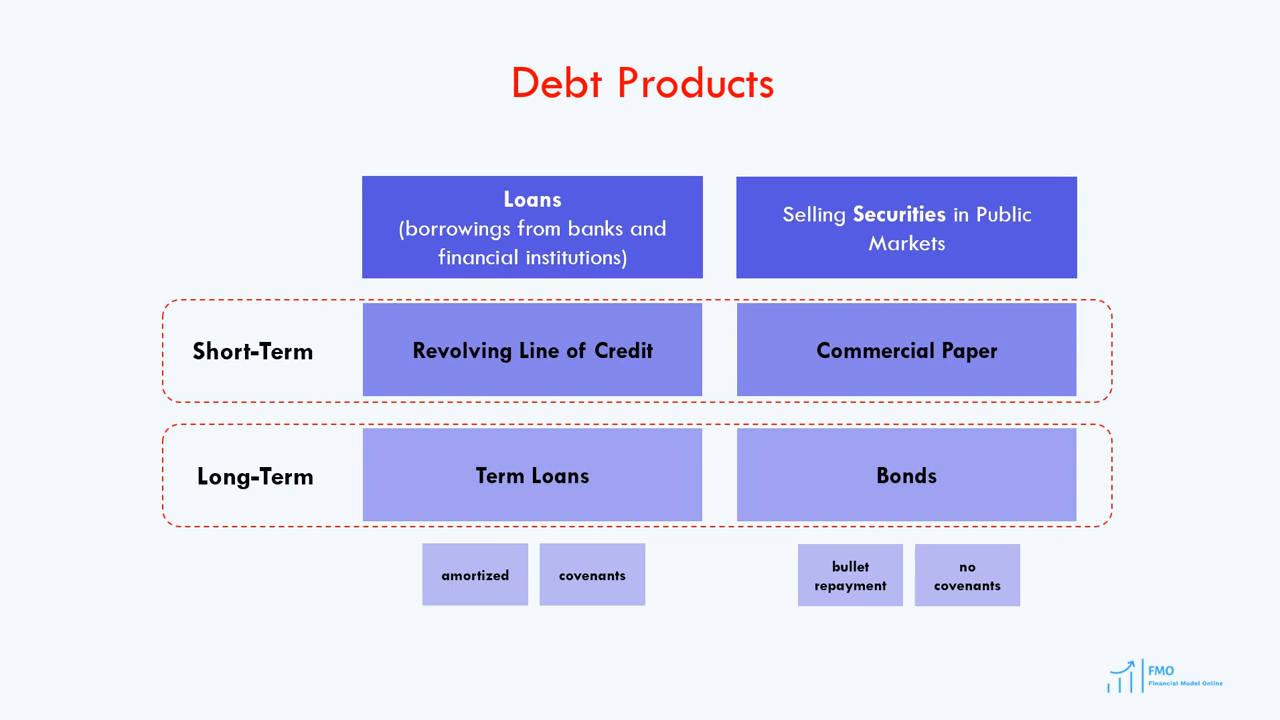 Debt Products
Loans
(borrowings from banks and
financial institutions)
Selling Securities in Public
Markets
Short-Term
Revolving Line of Credit
Commercial Paper
Long-Term
Term Loans
Bonds
amortized
covenants
bullet
repayment
no
covenants
FMO
Financial Model Online